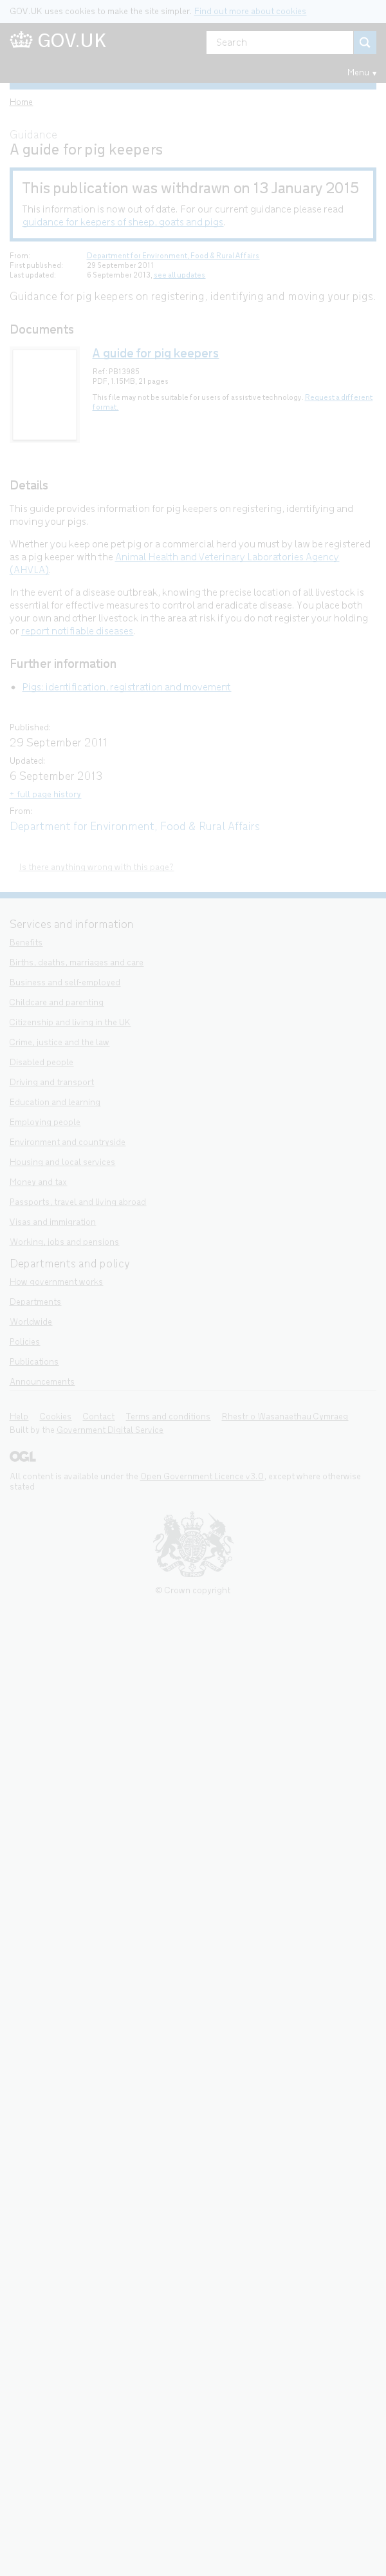 GOV.UK uses cookies to make the site simpler. Find out more about cookies
GOV.UK
Search
Menu ▾
Home
Guidance
A guide for pig keepers
This publication was withdrawn on 13 January 2015
This information is now out of date. For our current guidance please read
guidance for keepers of sheep, goats and pigs.
From: Department for Environment, Food & Rural Affairs
First published: 29 September 2011
Last updated: 6 September 2013, see all updates
Guidance for pig keepers on registering, identifying and moving your pigs.
Documents
A guide for pig keepers
Ref: PB13985
PDF, 1.15MB, 21 pages
This file may not be suitable for users of assistive technology. Request a different
format.
Details
This guide provides information for pig keepers on registering, identifying and
moving your pigs.
Whether you keep one pet pig or a commercial herd you must by law be registered
as a pig keeper with the Animal Health and Veterinary Laboratories Agency
(AHVLA).
In the event of a disease outbreak, knowing the precise location of all livestock is
essential for effective measures to control and eradicate disease. You place both
your own and other livestock in the area at risk if you do not register your holding
or report notifiable diseases.
Further information
• Pigs: identification, registration and movement
Published:
29 September 2011
Updated:
6 September 2013
+ full page history
From:
Department for Environment, Food & Rural Affairs
Is there anything wrong with this page?
Services and information
Benefits
Births, deaths, marriages and care
Business and self-employed
Childcare and parenting
Citizenship and living in the UK
Crime, justice and the law
Disabled people
Driving and transport
Education and learning
Employing people
Environment and countryside
Housing and local services
Money and tax
Passports, travel and living abroad
Visas and immigration
Working, jobs and pensions
Departments and policy
How government works
Departments
Worldwide
Policies
Publications
Announcements
Help Cookies Contact Terms and conditions Rhestr o Wasanaethau Cymraeg
Built by the Government Digital Service
OGL
All content is available under the Open Government Licence v3.0, except where otherwise
stated
© Crown copyright